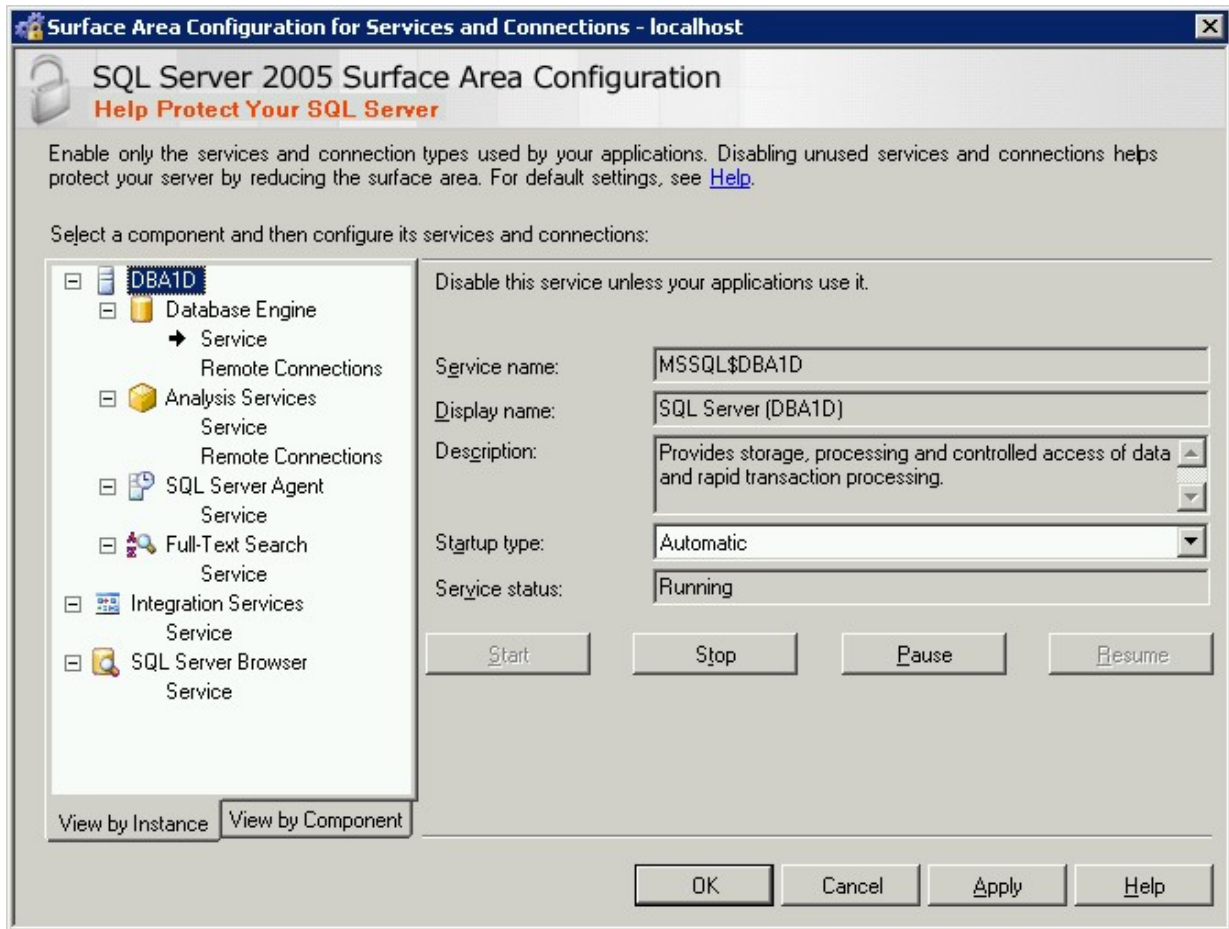 Surface Area Configuration for Services and Connections - localhost
SQL Server 2005 Surface Area Configuration
Help Protect Your SQL Server
Enable only the services and connection types used by your applications. Disabling unused services and connections helps
protect your server by reducing the surface area. For default settings, see Help.
Select a component and then configure its services and connections:
DBA1D
Database Engine
Service
Remote Connections
Analysis Services
Service
Remote Connections
SQL Server Agent
Service
Full-Text Search
Service
Integration Services
Service
SQL Server Browser
Service
View by Instance
View by Component
Disable this service unless your applications use it.
Service name:
MSSQL$DBA1D
Display name:
SQL Server (DBA1D)
Description:
Provides storage, processing and controlled access of data
and rapid transaction processing.
Startup type:
Automatic
Service status:
Running
Start
Stop
Pause
Resume
OK
Cancel
Apply
Help